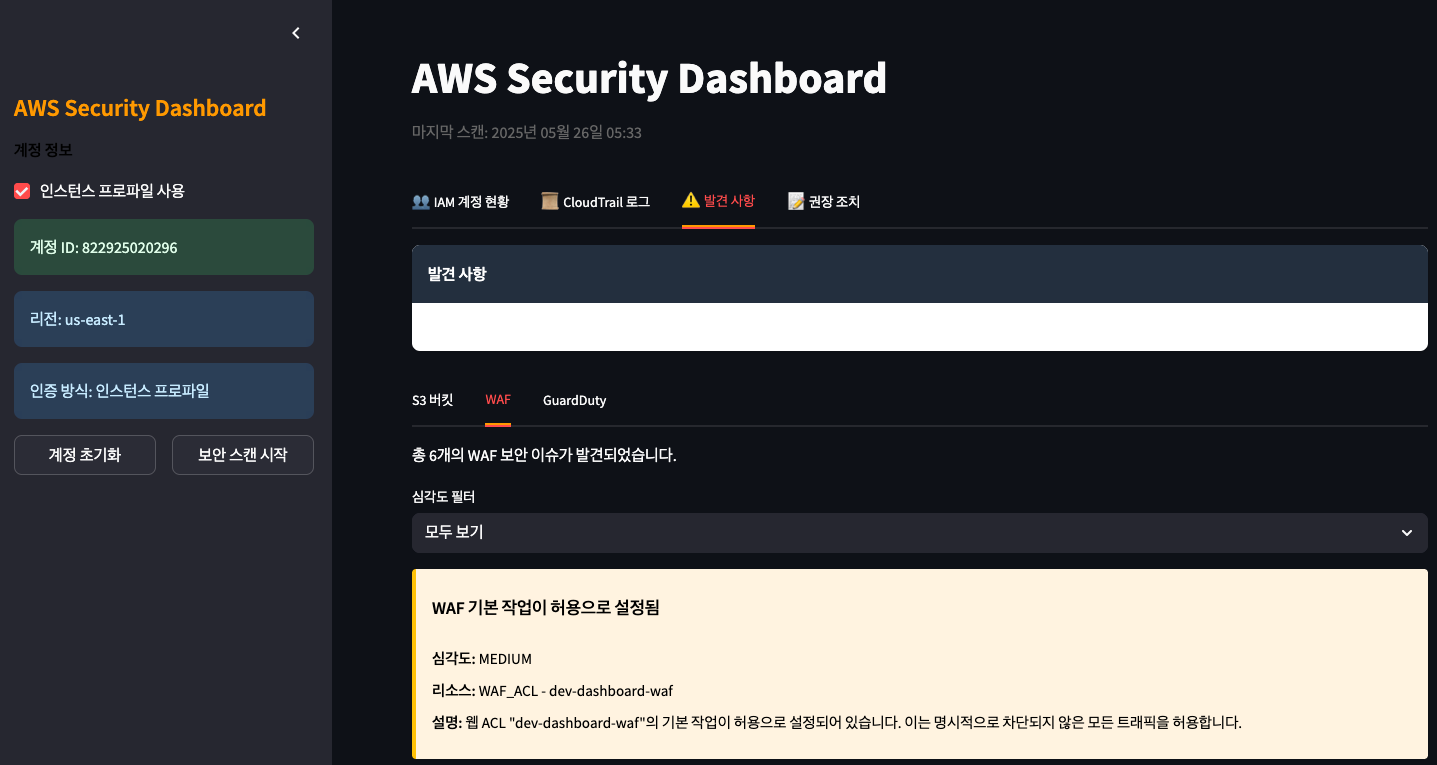 AWS Security Dashboard
계정 정보
인스턴스 프로파일 사용
계정 ID: 822925020296
리전: us-east-1
인증 방식: 인스턴스 프로파일
계정 초기화
보안 스캔 시작
AWS Security Dashboard
마지막 스캔: 2025년 05월 26일 05:33
IAM 계정 현황
CloudTrail 로그
발견 사항
권장 조치
발견 사항
S3 버킷
WAF
GuardDuty
총 6개의 WAF 보안 이슈가 발견되었습니다.
심각도 필터
모두 보기
WAF 기본 작업이 허용으로 설정됨
심각도: MEDIUM
리소스: WAF_ACL - dev-dashboard-waf
설명: 웹 ACL "dev-dashboard-waf"의 기본 작업이 허용으로 설정되어 있습니다. 이는 명시적으로 차단되지 않은 모든 트래픽을 허용합니다.